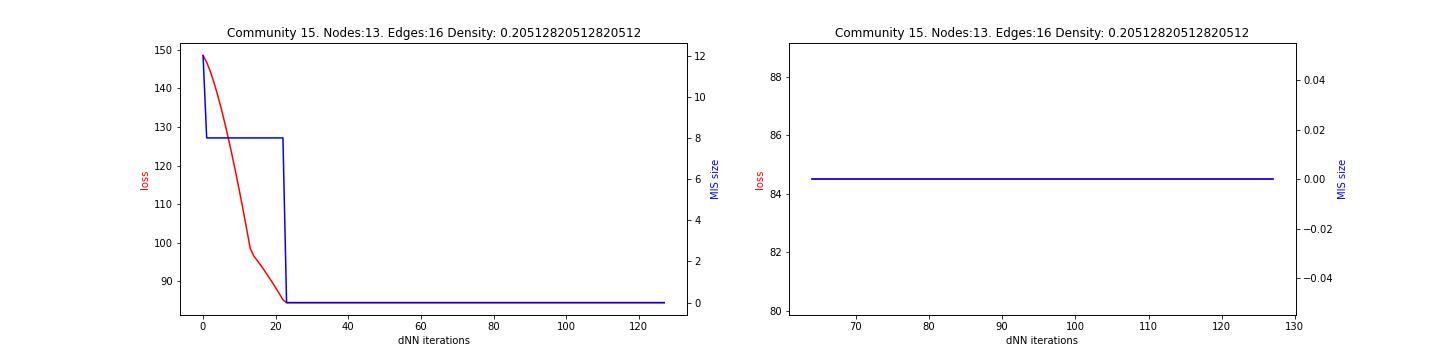 Community 15. Nodes:13. Edges:16 Density: 0.20512820512820512
150
140
130
120
110
100
90
loss
12
10
8
6
4
2
0
MIS size
0 20 40 60 80 100 120
dNN iterations
Community 15. Nodes:13. Edges:16 Density: 0.20512820512820512
88
86
84
82
80
loss
0.04
0.02
0.00
−0.02
−0.04
MIS size
70 80 90 100 110 120 130
dNN iterations